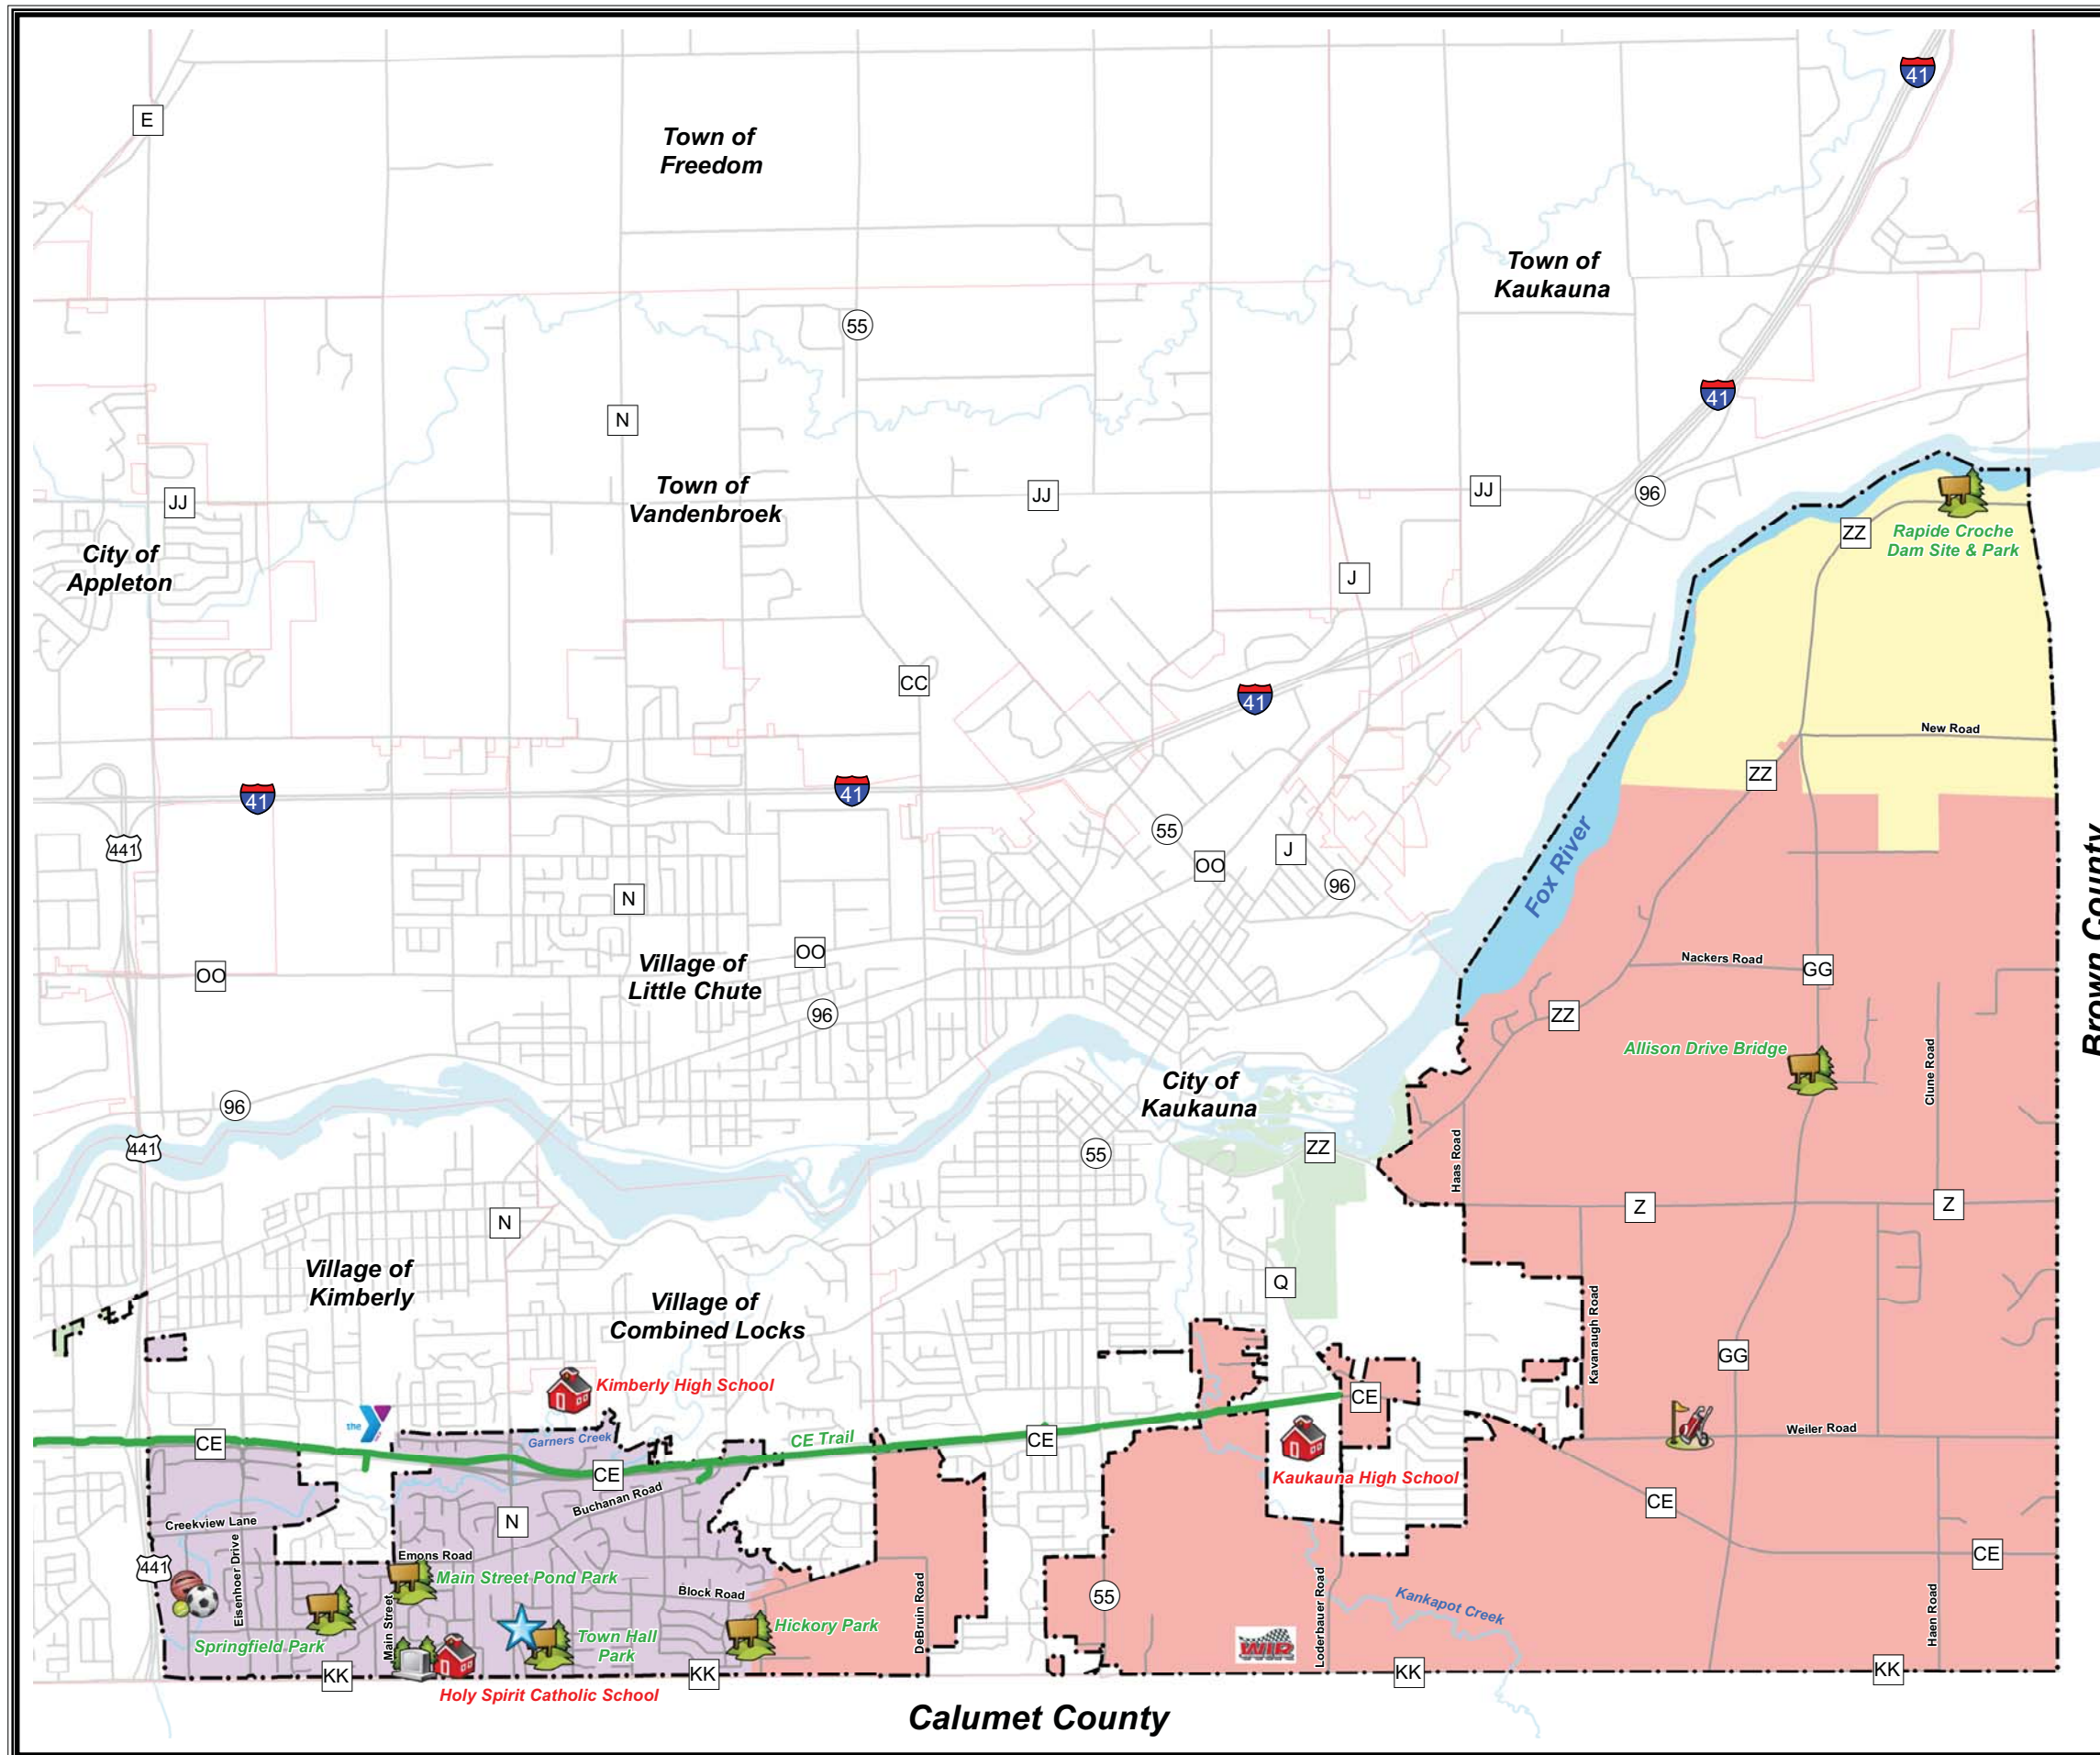 41
E
Town of
Freedom
Town of
Kaukauna
55
41
N
JJ
Town of
Vandenbroek
JJ
JJ
96
ZZ
Rapide Croche
Dam Site & Park
City of
Appleton
J
CC
41
New Road
ZZ
41
41
441
55
OO
J
96
Fox River
N
OO
Village of
Little Chute
OO
96
Nackers Road
GG
ZZ
Brown County
Allison Drive Bridge
Clune Road
City of
Kaukauna
96
441
55
ZZ
Haas Road
Z
Z
N
Village of
Kimberly
Q
Village of
Combined Locks
Kavanaugh Road
GG
Kimberly High School
CE
the
Y
Garners Creek
CE Trail
CE
CE
Weiler Road
CE
Kaukauna High School
Buchanan Road
CE
Creekview Lane
N
Eisenhoer Drive
Emons Road
CE
441
Main Street Pond Park
Block Road
DeBruin Road
55
Loderbauer Road
Kankapot Creek
Haen Road
Main Street
Hickory Park
Springfield Park
Town Hall
Park
WIR
KK
KK
KK
KK
Holy Spirit Catholic School
Calumet County